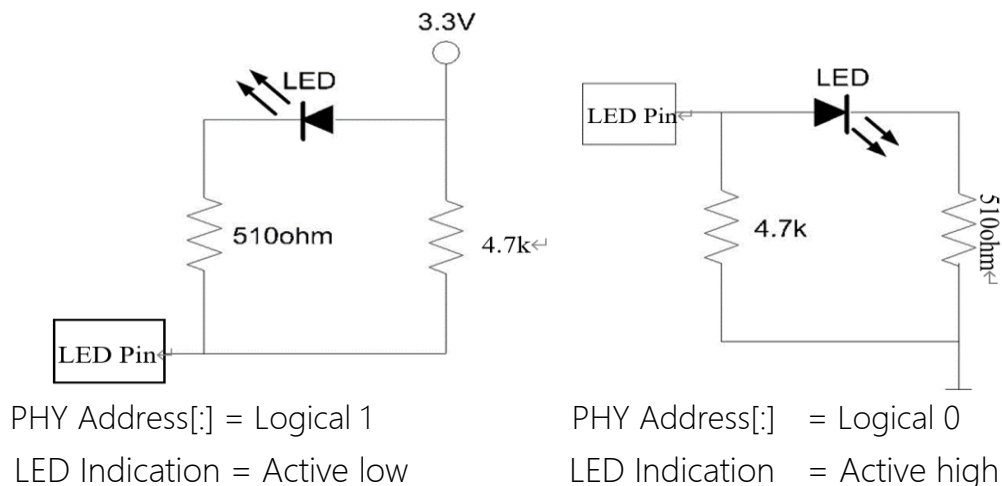 3.3V
LED
510ohm
4.7k↵
LED Pin↵
PHY Address[:] = Logical 1
LED Indication = Active low
LED
LED Pin↵
4.7k
510ohm↵
PHY Address[:] = Logical 0
LED Indication = Active high